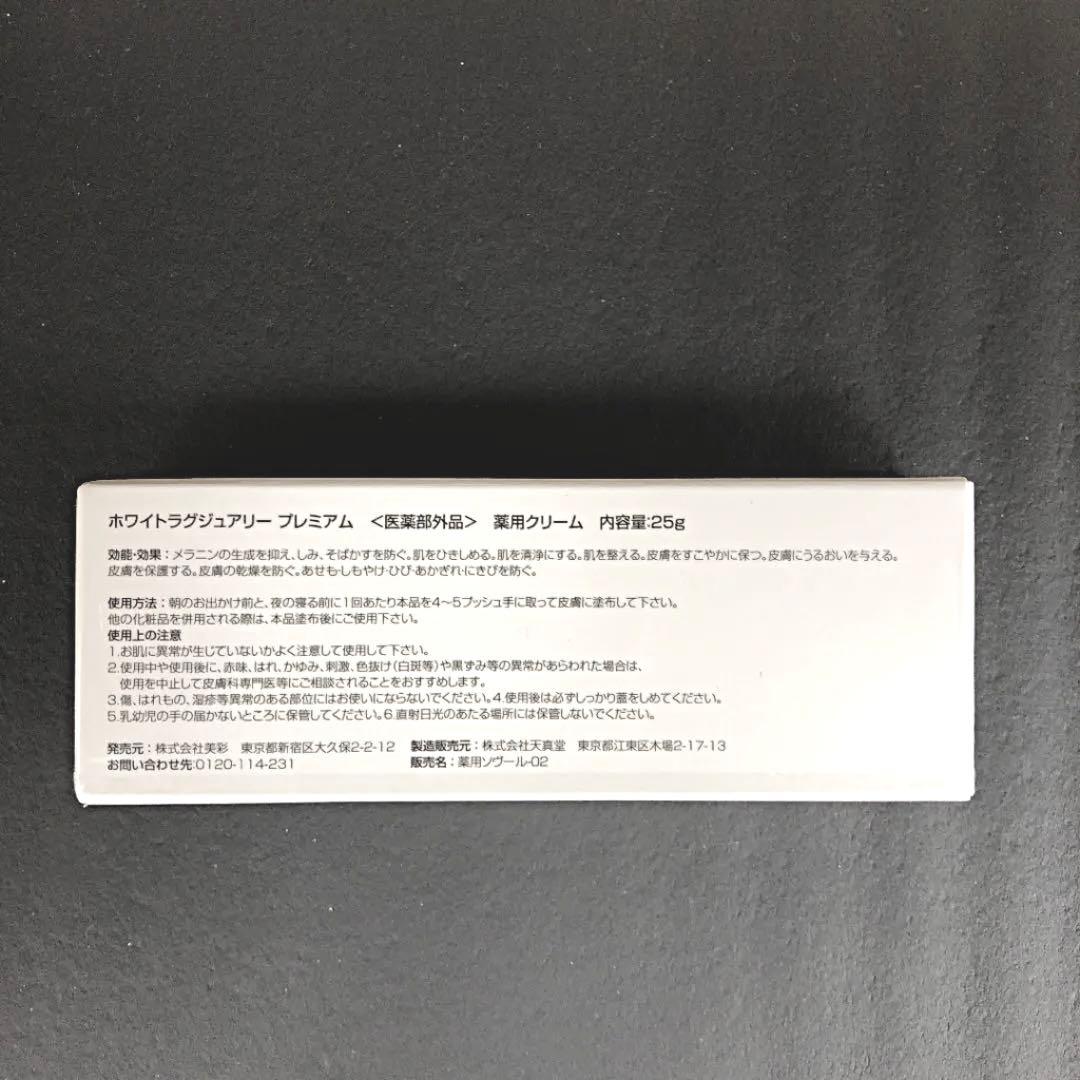 ホワイトラグジュアリー プレミアム ＜医薬部外品＞ 薬用クリーム 内容量:25g
効能・効果：メラニンの生成を抑え、しみ、そばかすを防ぐ。肌をひきしめる。肌を清浄にする。肌を整える。皮膚をすこやかに保つ。皮膚にうるおいを与える。
皮膚を保護する。皮膚の乾燥を防ぐ。あせも・しもやけ・ひび・あかぎれ・にきびを防ぐ。
使用方法：朝のお出かけ前と、夜の寝る前に1回あたり本品を4〜5プッシュ手に取って皮膚に塗布して下さい。
他の化粧品を併用される際は、本品塗布後にご使用下さい。
使用上の注意
1.お肌に異常が生じていないかよく注意して使用して下さい。
2.使用中や使用後に、赤味、はれ、かゆみ、刺激、色抜け（白斑等）や黒ずみ等の異常があらわれた場合は、
使用を中止して皮膚科専門医等にご相談されることをおすすめします。
3.傷、はれもの、湿疹等異常のある部位にはお使いにならないでください。4.使用後は必ずしっかり蓋をしめてください。
5.乳幼児の手の届かないところに保管してください。6.直射日光のあたる場所には保管しないでください。
発売元：株式会社美彩 東京都新宿区大久保2-2-12 製造販売元：株式会社天真堂 東京都江東区木場2-17-13
お問い合わせ先:0120-114-231 販売名：薬用ソヴール-02